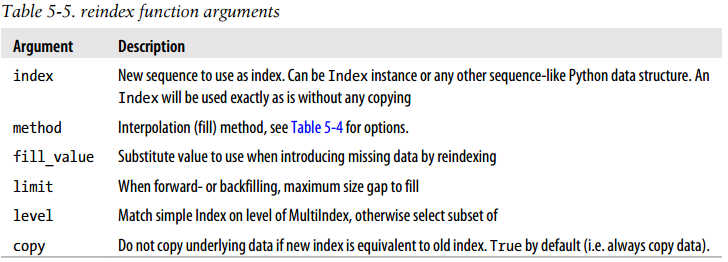 Table 5-5. reindex function arguments
Argument Description
index New sequence to use as index. Can be Index instance or any other sequence-like Python data structure. An
Index will be used exactly as is without any copying
method Interpolation (fill) method, see Table 5-4 for options.
fill_value Substitute value to use when introducing missing data by reindexing
limit When forward- or backfilling, maximum size gap to fill
level Match simple Index on level of MultiIndex, otherwise select subset of
copy Do not copy underlying data if new index is equivalent to old index. True by default (i.e. always copy data).